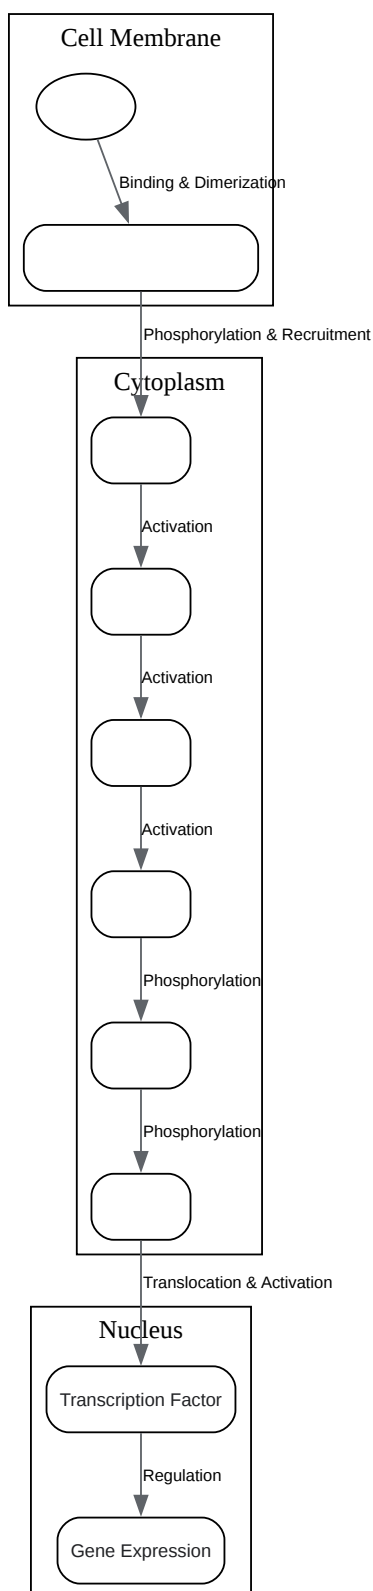 Cell Membrane
Binding & Dimerization
Phosphorylation & Recruitment
Cytoplasm
Activation
Activation
Activation
Phosphorylation
Phosphorylation
Translocation & Activation
Nucleus
Transcription Factor
Regulation
Gene Expression